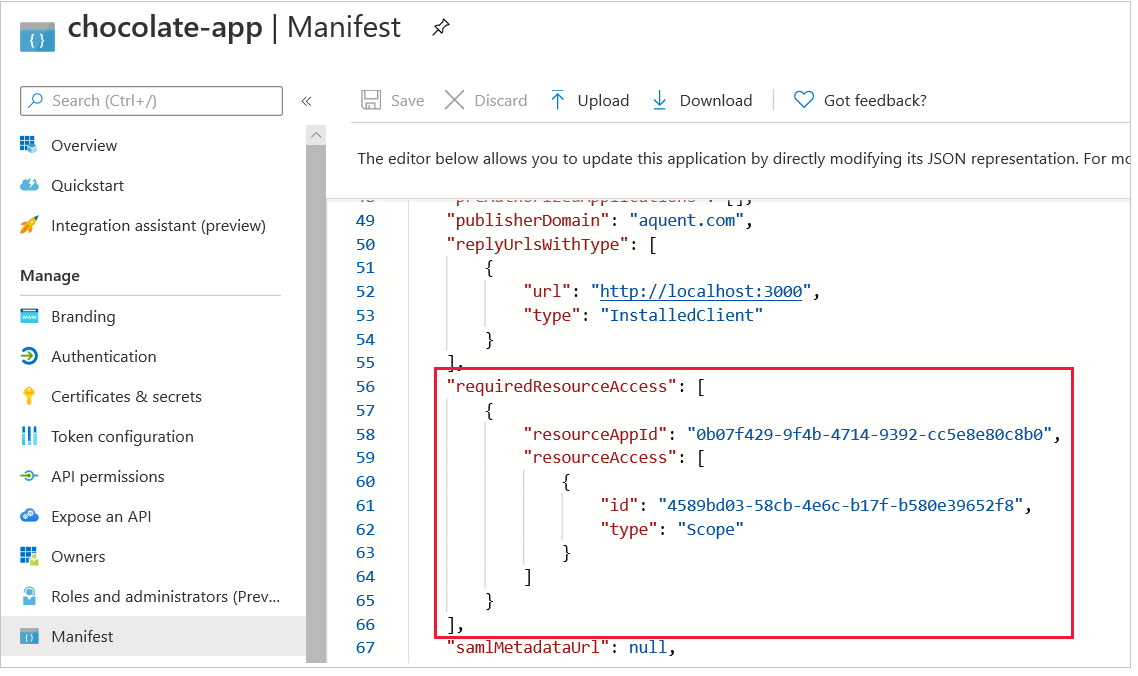 chocolate-app | Manifest
Search (Ctrl+/)
«
Overview
Quickstart
Integration assistant (preview)
Manage
Branding
Authentication
Certificates & secrets
Token configuration
API permissions
Expose an API
Owners
Roles and administrators (Prev...
Manifest
Save Discard Upload Download Got feedback?
The editor below allows you to update this application by directly modifying its JSON representation. For mo
48 "preAuthorizedApplications": [],
49 "publisherDomain": "aquent.com",
50 "replyUrlsWithType": [
51 {
52 "url": "http://localhost:3000",
53 "type": "InstalledClient"
54 }
55 ],
56 "requiredResourceAccess": [
57 {
58 "resourceAppId": "0b07f429-9f4b-4714-9392-cc5e8e80c8b0",
59 "resourceAccess": [
60 {
61 "id": "4589bd03-58cb-4e6c-b17f-b580e39652f8",
62 "type": "Scope"
63 }
64 ]
65 }
66 ],
67 "samlMetadataUrl": null,